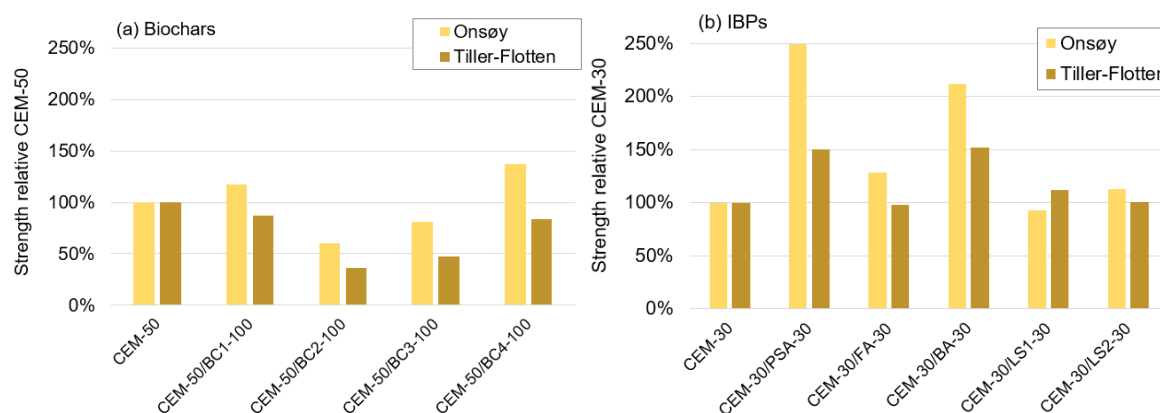 (a) Biochars
Onsøy
Tiller-Flotten
Strength relative CEM-50
250%
200%
150%
100%
50%
0%
CEM-50
CEM-50/BC1-100
CEM-50/BC2-100
CEM-50/BC3-100
CEM-50/BC4-100
(b) IBPs
Onsøy
Tiller-Flotten
Strength relative CEM-30
250%
200%
150%
100%
50%
0%
CEM-30
CEM-30/PSA-30
CEM-30/FA-30
CEM-30/BA-30
CEM-30/LS1-30
CEM-30/LS2-30